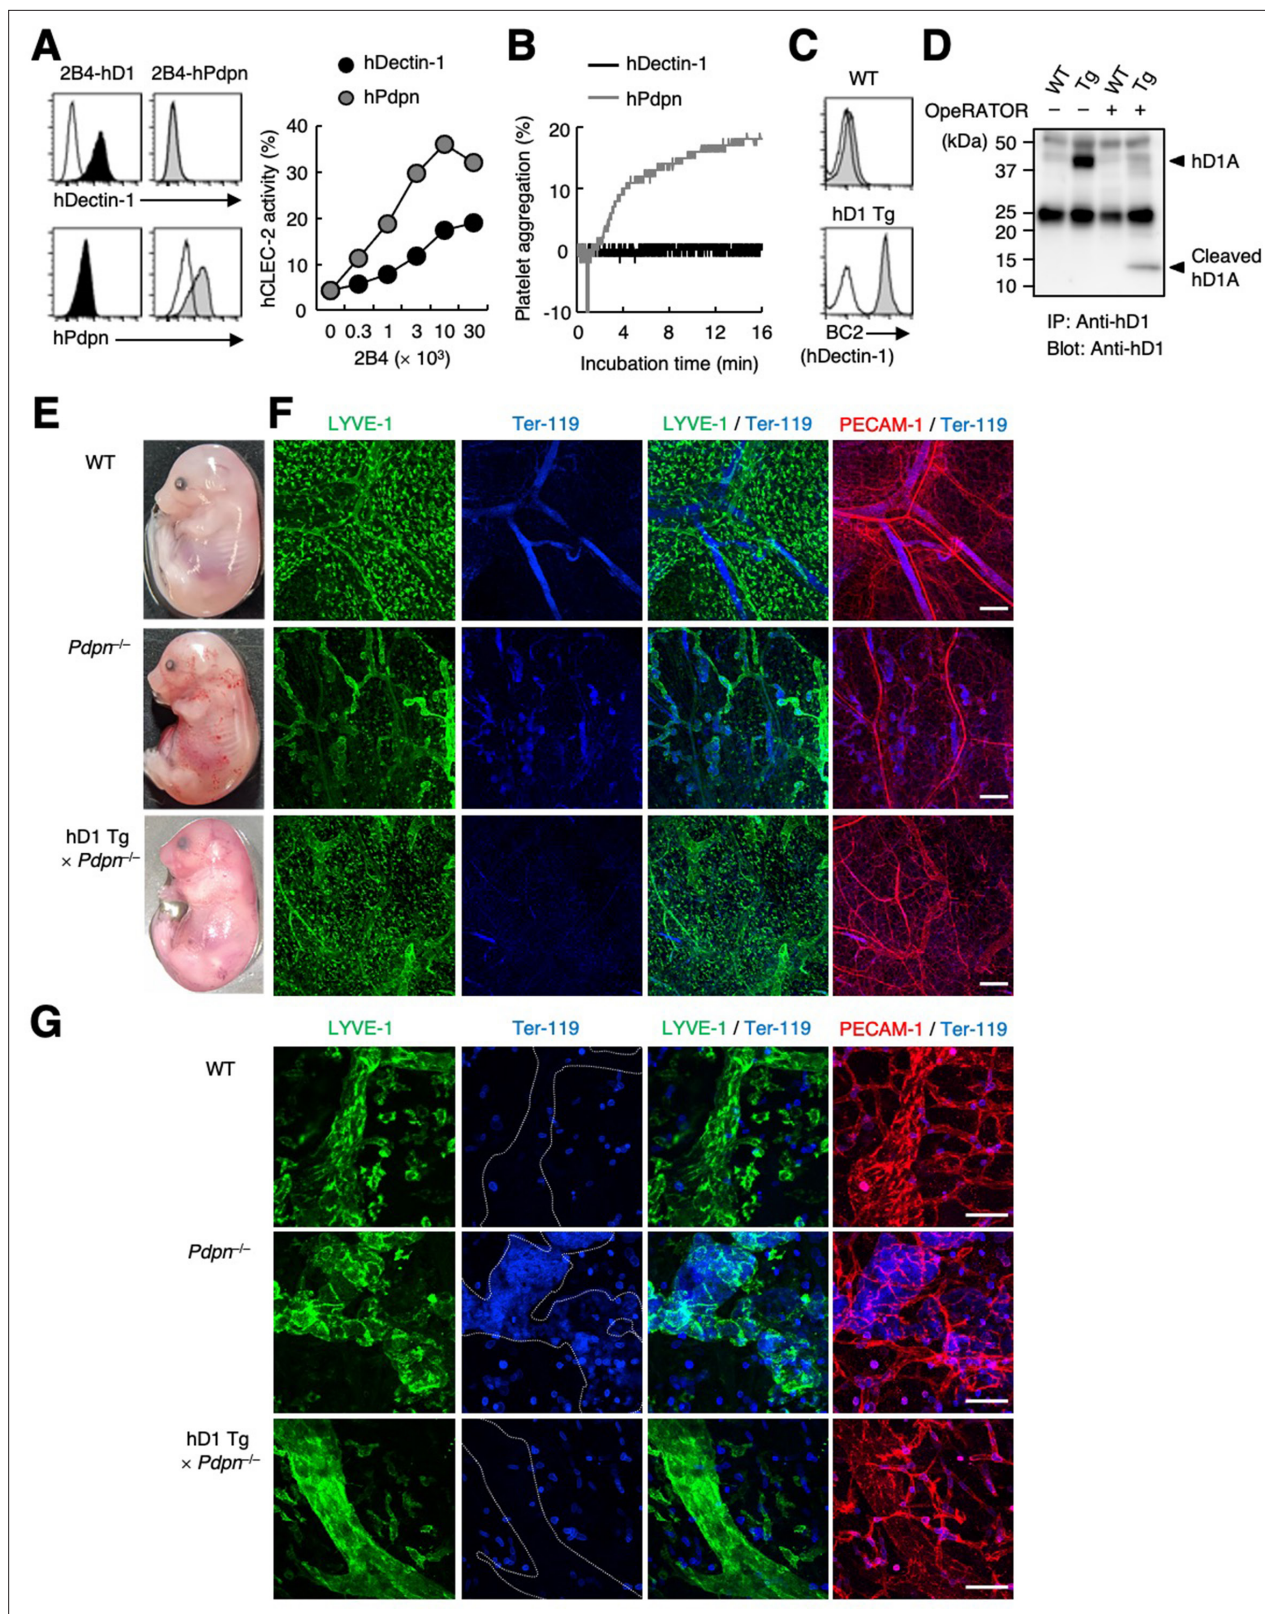 A
2B4-hD1
2B4-hPdpn
hDectin-1
hPdpn
hDectin-1
hPdpn
hCLEC-2 activity (%)
40
30
20
10
0
0 0.3 1 3 10 30
2B4 (× 10³)
B
hDectin-1
hPdpn
Platelet aggregation (%)
20
10
0
-10
0 4 8 12 16
Incubation time (min)
C
WT
hD1 Tg
BC2
(hDectin-1)
D
WT Tg WT Tg
OpeRATOR − − + +
(kDa)
50
37
25
20
15
10
hD1A
Cleaved
hD1A
IP: Anti-hD1
Blot: Anti-hD1
E
WT
Pdpn–/–
hD1 Tg
× Pdpn–/–
F
LYVE-1
Ter-119
LYVE-1 / Ter-119
PECAM-1 / Ter-119
G
LYVE-1
Ter-119
LYVE-1 / Ter-119
PECAM-1 / Ter-119
WT
Pdpn–/–
hD1 Tg
× Pdpn–/–